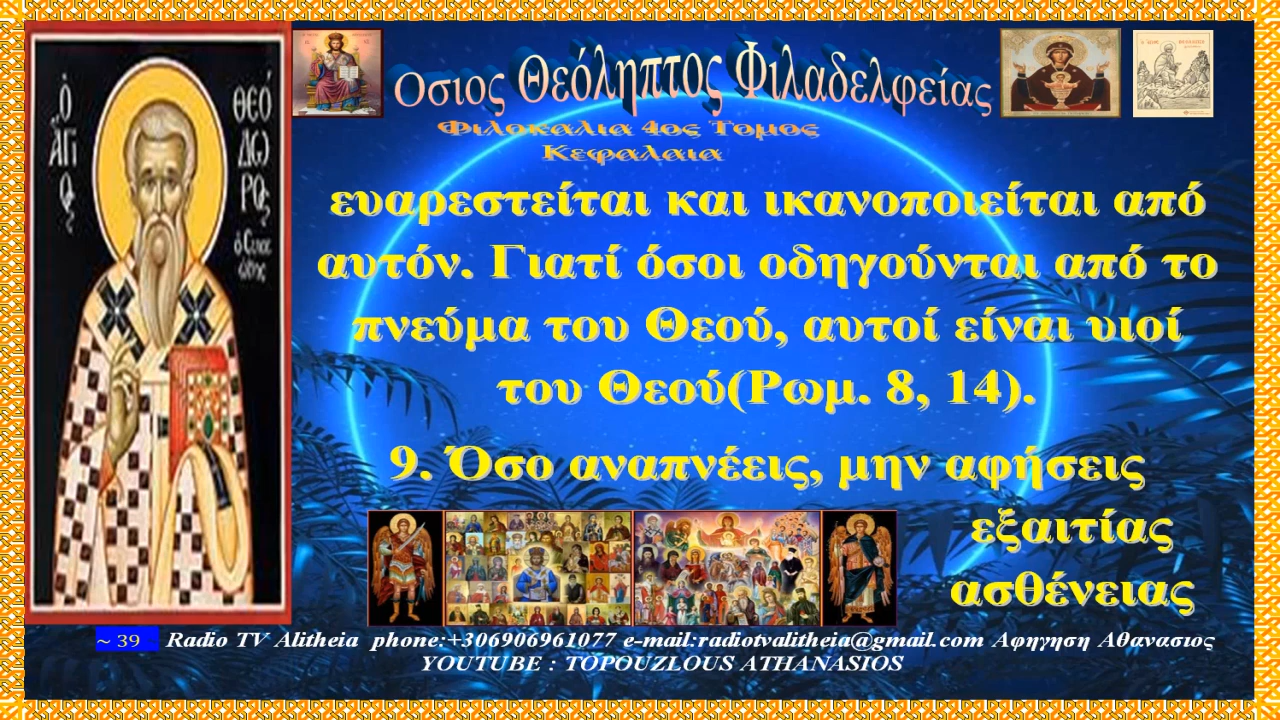 Οσιος Θεόληπτος Φιλαδελφείας
Φιλοκαλια 4ος Τομος
Κεφαλαια
ευαρεστείται και ικανοποιείται από
αυτόν. Γιατί όσοι οδηγούνται από το
πνεύμα του Θεού, αυτοί είναι υιοί
του Θεού(Ρωμ. 8, 14).
9. Όσο αναπνέεις, μην αφήσεις
εξαιτίας
ασθένειας
ὁ ἍΓΙΟς
ΘΕΌΔΩΡΟς
~ 39 Radio TV Alitheia phone:+306906961077 e-mail:radiotvalitheia@gmail.com Αφηγηση Αθανασιος
YOUTUBE : TOPOUZLOUS ATHANASIOS